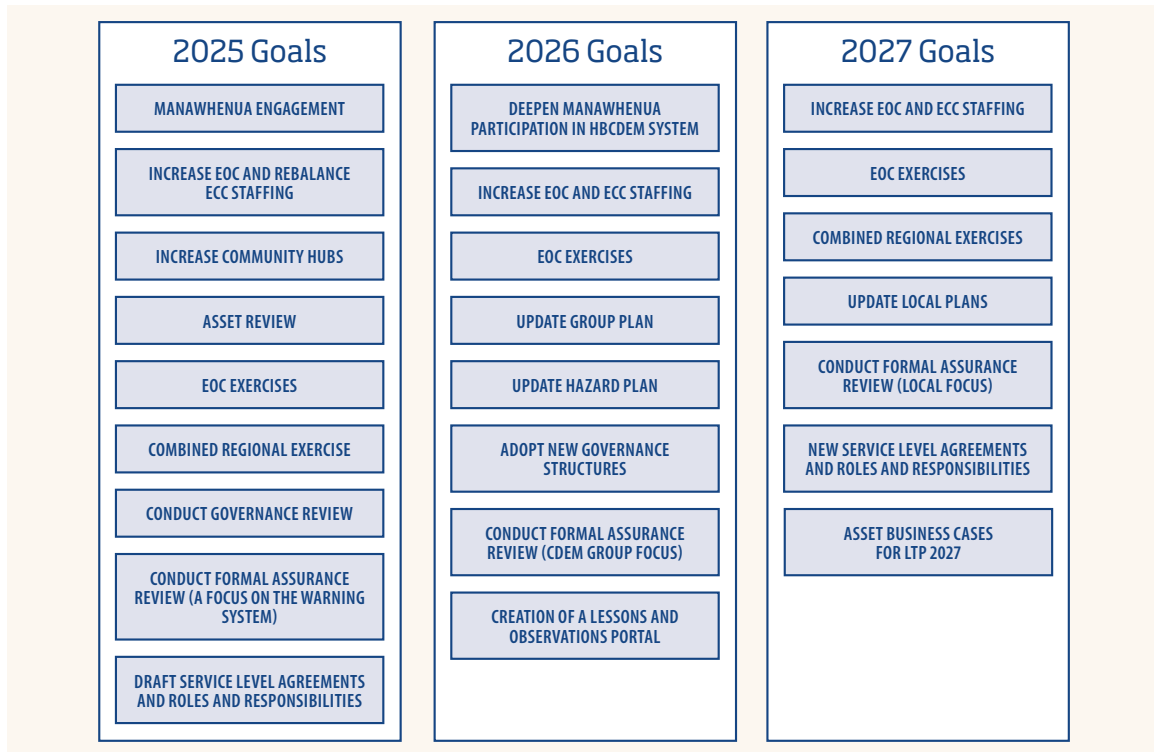 2025 Goals
MANAWHENUA ENGAGEMENT
INCREASE EOC AND REBALANCE
ECC STAFFING
INCREASE COMMUNITY HUBS
ASSET REVIEW
EOC EXERCISES
COMBINED REGIONAL EXERCISE
CONDUCT GOVERNANCE REVIEW
CONDUCT FORMAL ASSURANCE
REVIEW (A FOCUS ON THE WARNING
SYSTEM)
DRAFT SERVICE LEVEL AGREEMENTS
AND ROLES AND RESPONSIBILITIES
2026 Goals
DEEPEN MANAWHENUA
PARTICIPATION IN HBCDEM SYSTEM
INCREASE EOC AND ECC STAFFING
EOC EXERCISES
UPDATE GROUP PLAN
UPDATE HAZARD PLAN
ADOPT NEW GOVERNANCE
STRUCTURES
CONDUCT FORMAL ASSURANCE
REVIEW (CDEM GROUP FOCUS)
CREATION OF A LESSONS AND
OBSERVATIONS PORTAL
2027 Goals
INCREASE EOC AND ECC STAFFING
EOC EXERCISES
COMBINED REGIONAL EXERCISES
UPDATE LOCAL PLANS
CONDUCT FORMAL ASSURANCE
REVIEW (LOCAL FOCUS)
NEW SERVICE LEVEL AGREEMENTS
AND ROLES AND RESPONSIBILITIES
ASSET BUSINESS CASES
FOR LTP 2027